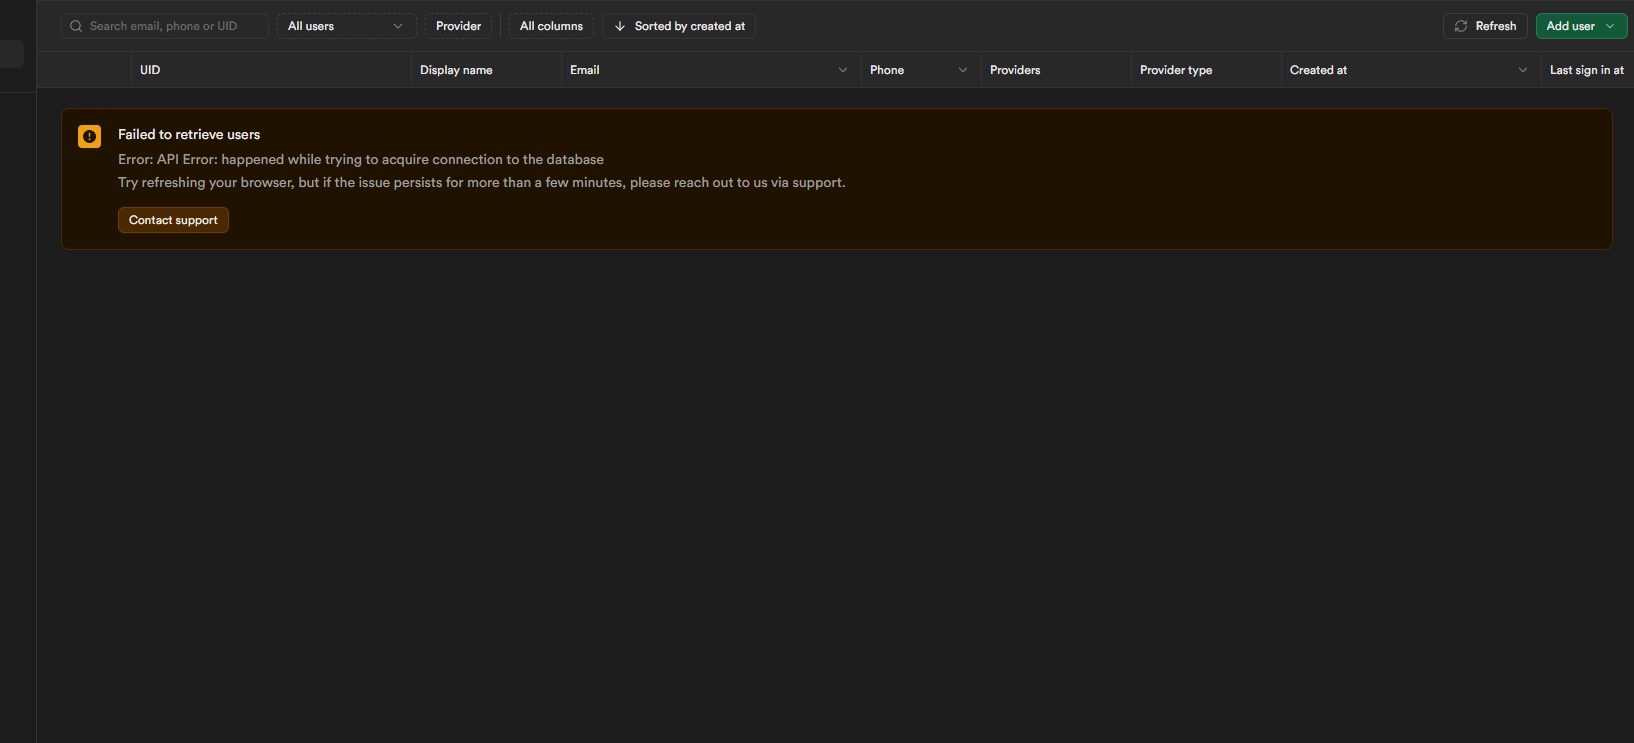 Search email, phone or UID All users Provider All columns Sorted by created at Refresh Add user
UID Display name Email Phone Providers Provider type Created at Last sign in at
Failed to retrieve users
Error: API Error: happened while trying to acquire connection to the database
Try refreshing your browser, but if the issue persists for more than a few minutes, please reach out to us via support.
Contact support